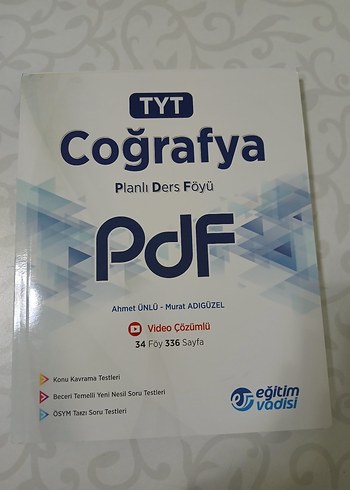 TYT
Coğrafya
Planlı Ders Föyü
PdF
Ahmet ÜNLÜ - Murat ADIGÜZEL
Video Çözümlü
34 Föy 336 Sayfa
Konu Kavrama Testleri
Beceri Temelli Yeni Nesil Soru Testleri
ÖSYM Tarzı Soru Testleri
eğitim
vadisi